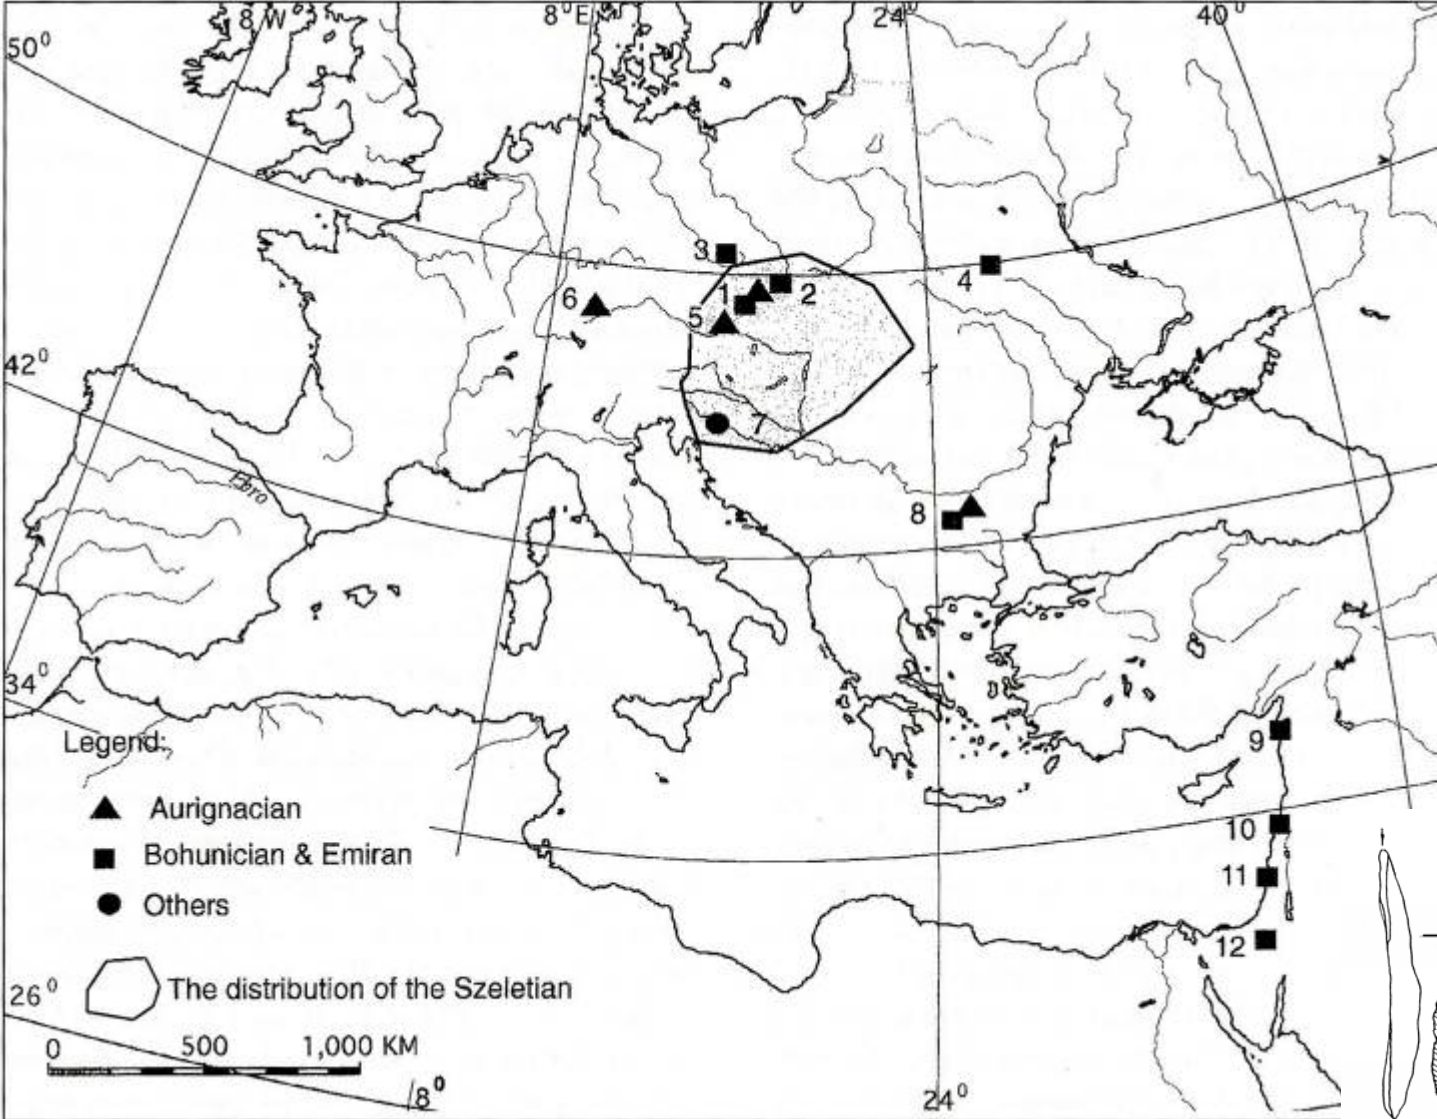 8° W
8° E
24°
40°
50°
3
4
1
2
6
5
42°
7
Ebro
8
34°
Legend:
9
Aurignacian
10
Bohunician & Emiran
11
Others
12
The distribution of the Szeletian
26°
0 500 1,000 KM
8°
24°